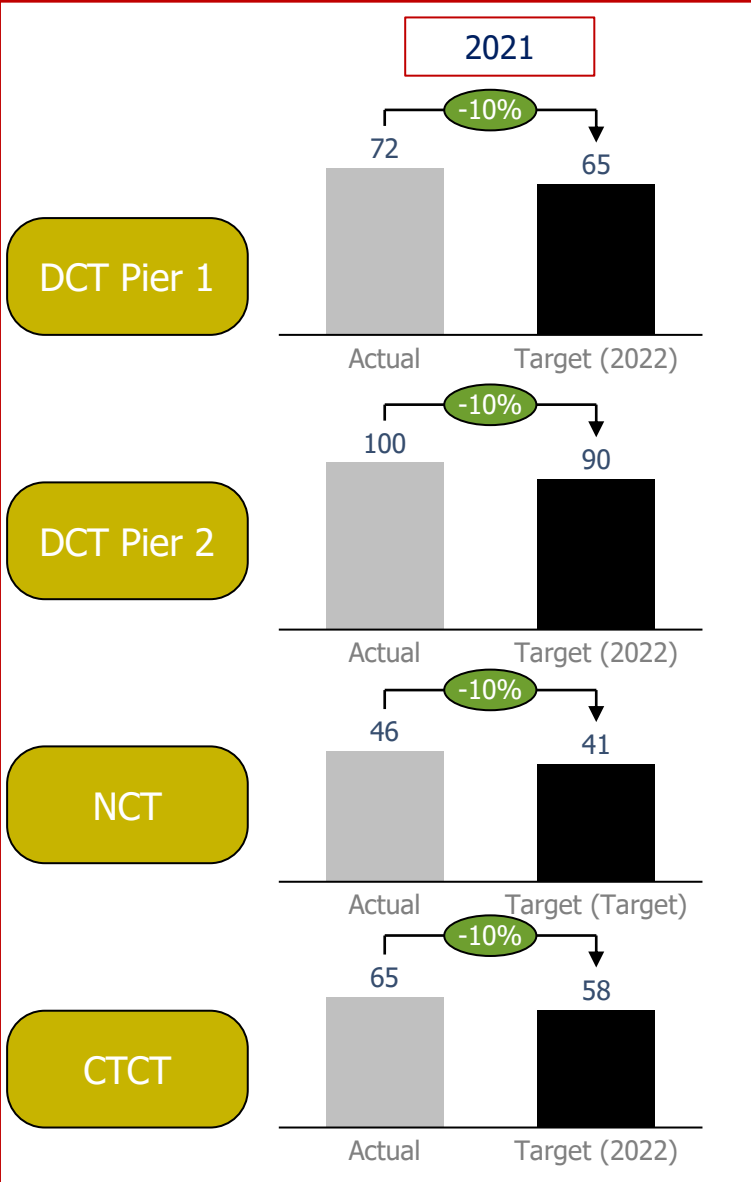 2021
-10%
72 65
DCT Pier 1
Actual Target (2022)
-10%
100 90
DCT Pier 2
Actual Target (2022)
-10%
46 41
NCT
Actual Target (Target)
-10%
65 58
CTCT
Actual Target (2022)